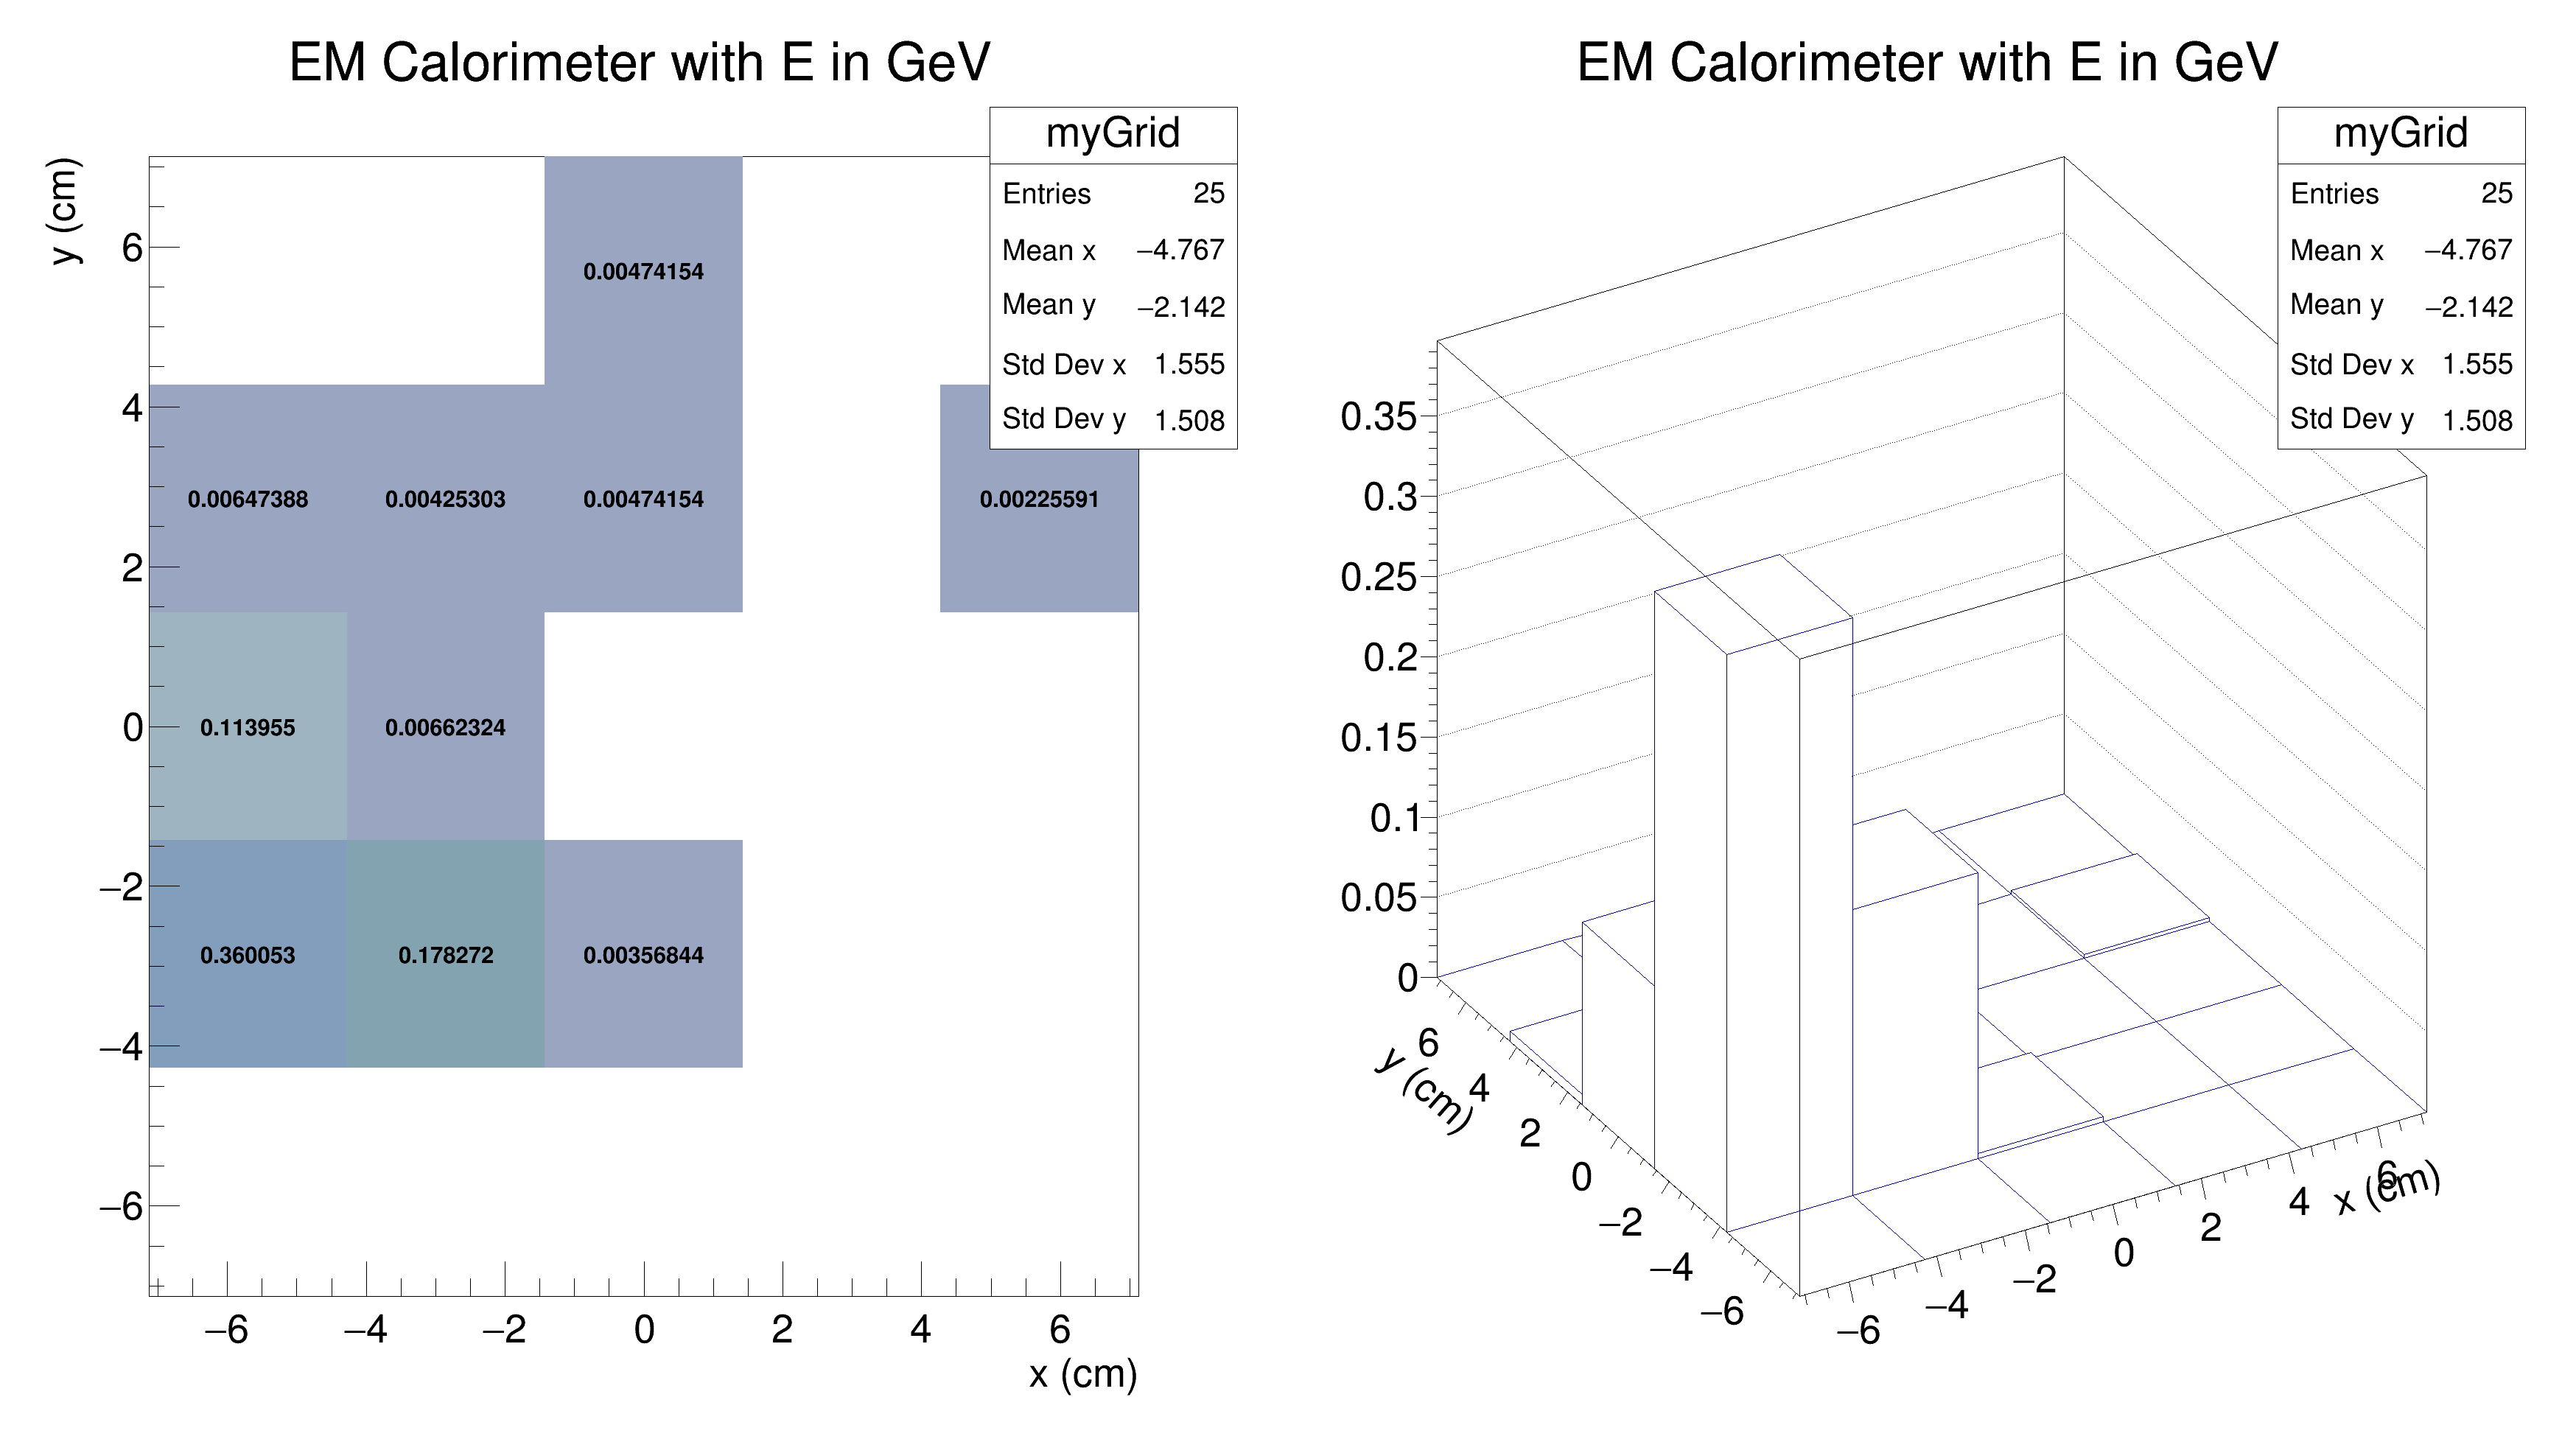 EM Calorimeter with E in GeV
myGrid
Entries 25
Mean x −4.767
Mean y −2.142
Std Dev x 1.555
Std Dev y 1.508
y (cm)
6
4
2
0
−2
−4
−6
0.00474154
0.00647388 0.00425303 0.00474154 0.00225591
0.113955 0.00662324
0.360053 0.178272 0.00356844
−6 −4 −2 0 2 4 6
x (cm)
EM Calorimeter with E in GeV
myGrid
Entries 25
Mean x −4.767
Mean y −2.142
Std Dev x 1.555
Std Dev y 1.508
0.35
0.3
0.25
0.2
0.15
0.1
0.05
0
y (cm)
6
4
2
0
−2
−4
−6
−6 −4 −2 0 2 4 6
x (cm)